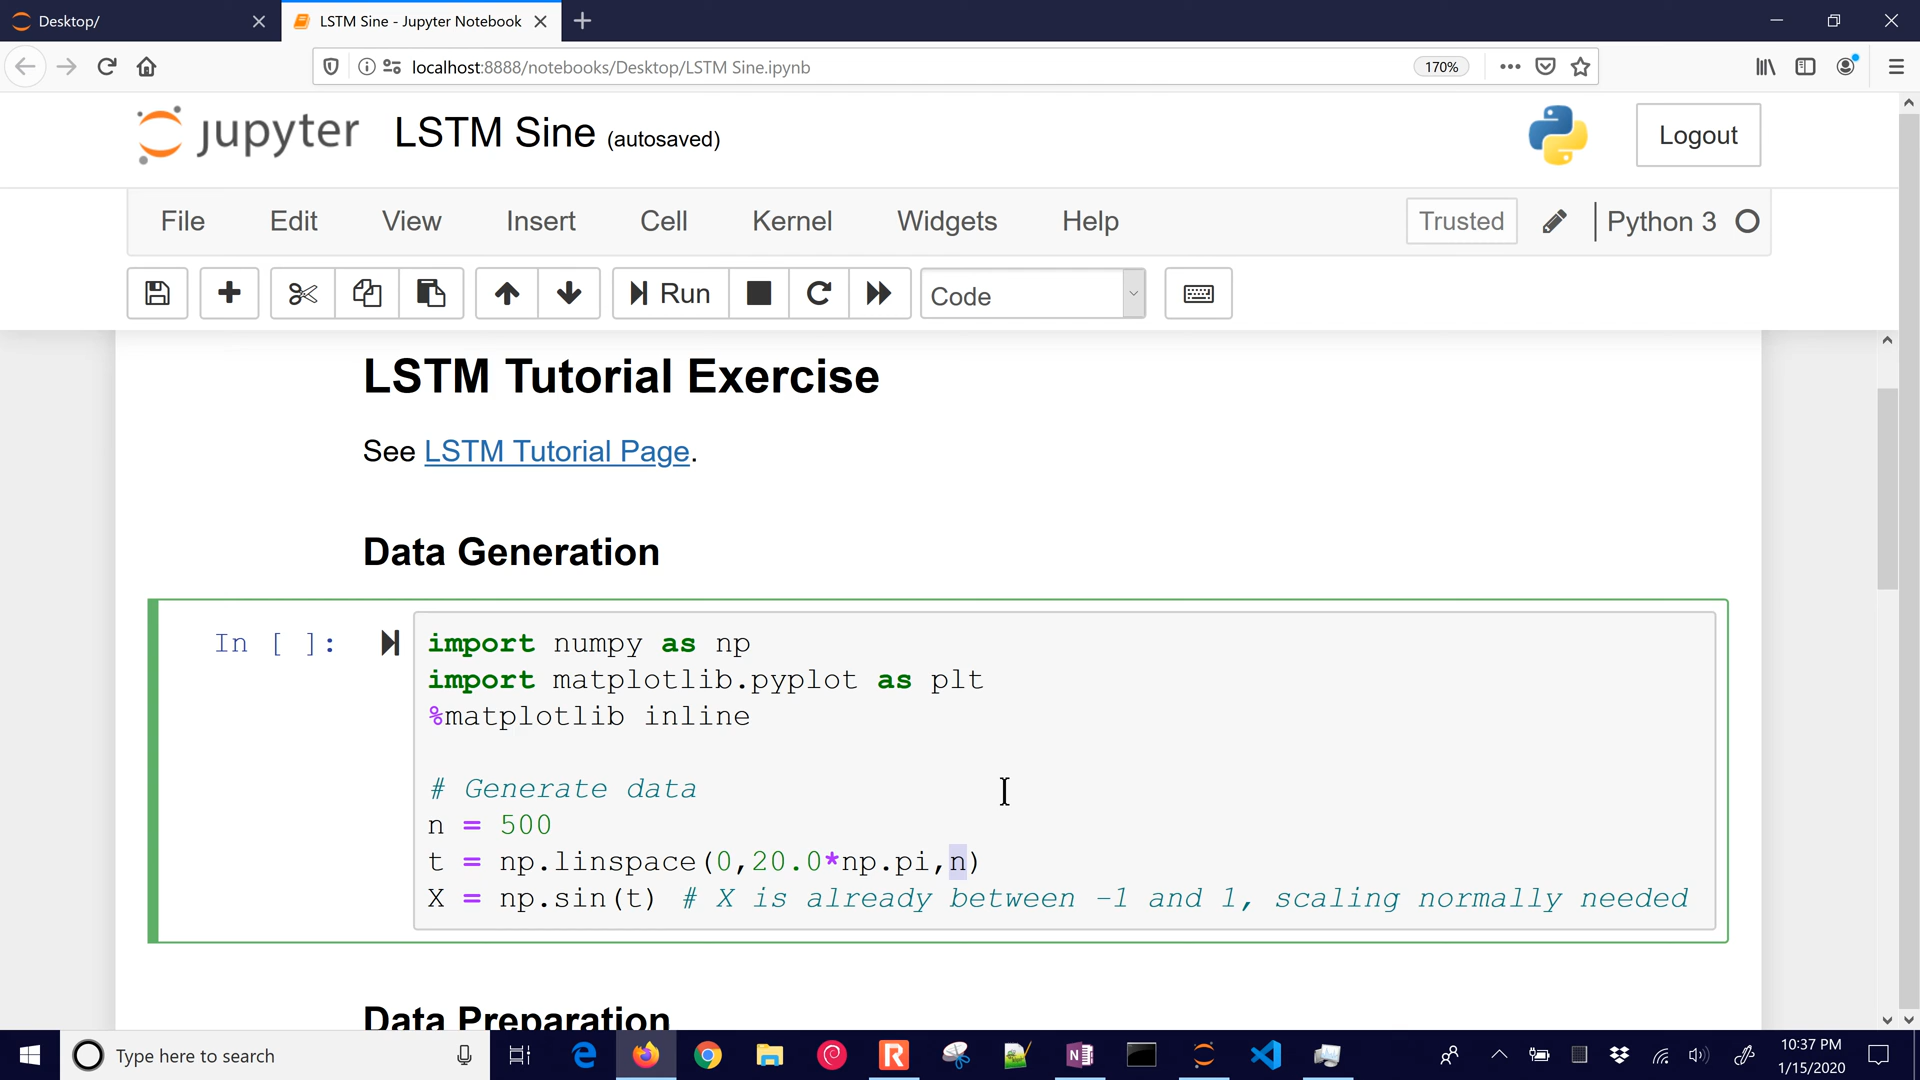 Desktop/
LSTM Sine - Jupyter Notebook
localhost:8888/notebooks/Desktop/LSTM Sine.ipynb
170%
jupyter LSTM Sine (autosaved)
Logout
File Edit View Insert Cell Kernel Widgets Help
Trusted
Python 3
Run
Code
LSTM Tutorial Exercise
See LSTM Tutorial Page.
Data Generation
In [ ]:
import numpy as np
import matplotlib.pyplot as plt
%matplotlib inline
# Generate data
n = 500
t = np.linspace(0,20.0*np.pi,n)
X = np.sin(t) # X is already between -1 and 1, scaling normally needed
Data Preparation
Type here to search
10:37 PM
1/15/2020